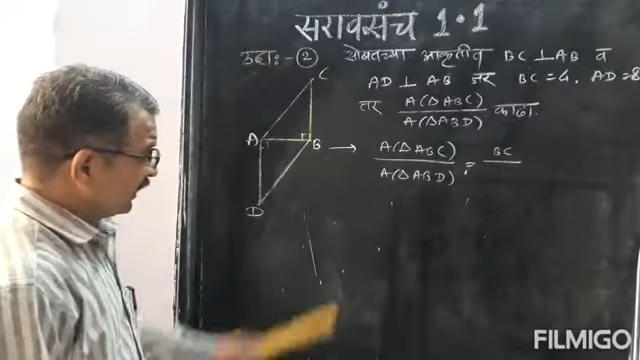 सरावसंच 1.1
उदा:- 2 सोबतच्या आकृतीत BC ⊥ AB व
AD ⊥ AB जर BC = 4, AD = 8
तर A(△ABC) / A(△ABD) काढा.
C
A
B
D
→ A(△ABC) / A(△ABD) = BC
FILMIGO